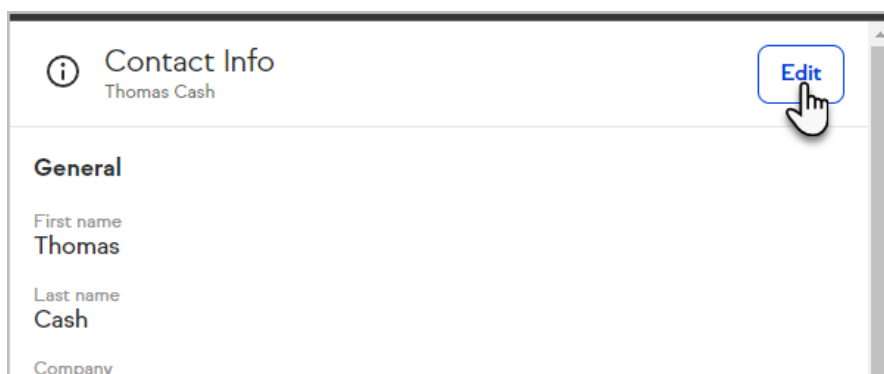 Contact Info
Thomas Cash
Edit
General
First name
Thomas
Last name
Cash
Company